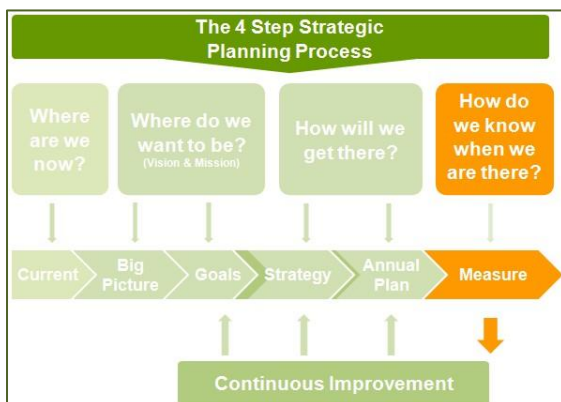 The 4 Step Strategic
Planning Process
Where
are we
now?
Where do we
want to be?
(Vision & Mission)
How will we
get there?
How do
we know
when we
are there?
Current
Big
Picture
Goals
Strategy
Annual
Plan
Measure
Continuous Improvement